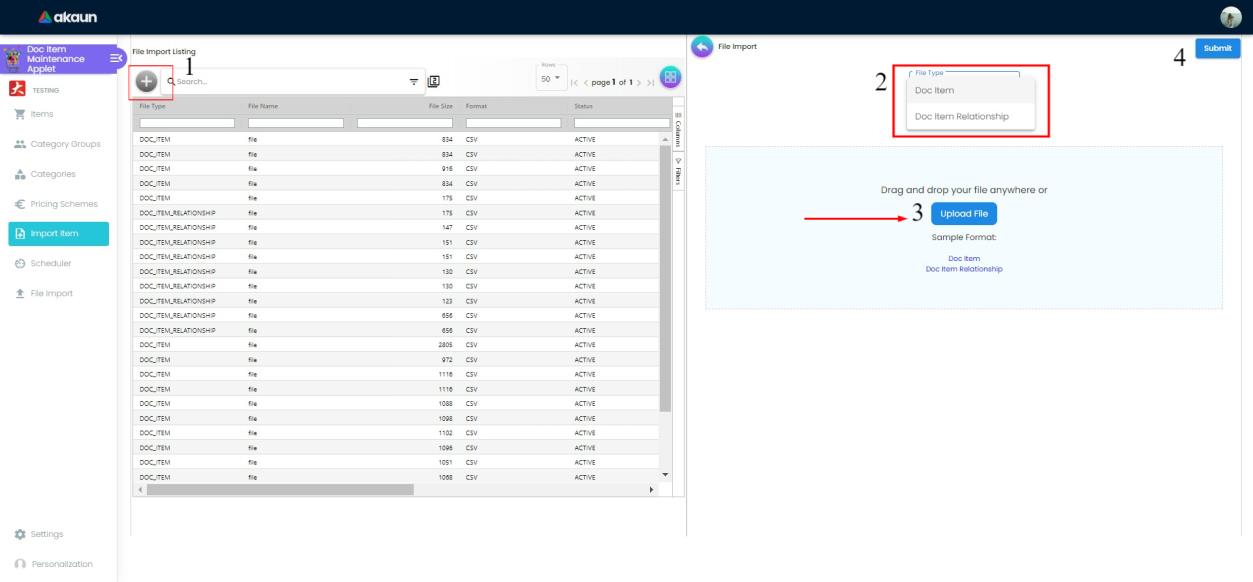 akaun
Doc Item
Maintenance
Applet
TESTING
Items
Category Groups
Categories
Pricing Schemes
Import Item
Scheduler
File Import
Settings
Personalization
File Import Listing
1
Search...
Rows
50
page 1 of 1
File Type File Name File Size Format Status
DOC_ITEM file 834 CSV ACTIVE
DOC_ITEM file 834 CSV ACTIVE
DOC_ITEM file 916 CSV ACTIVE
DOC_ITEM file 834 CSV ACTIVE
DOC_ITEM file 175 CSV ACTIVE
DOC_ITEM_RELATIONSHIP file 175 CSV ACTIVE
DOC_ITEM_RELATIONSHIP file 147 CSV ACTIVE
DOC_ITEM_RELATIONSHIP file 151 CSV ACTIVE
DOC_ITEM_RELATIONSHIP file 151 CSV ACTIVE
DOC_ITEM_RELATIONSHIP file 130 CSV ACTIVE
DOC_ITEM_RELATIONSHIP file 130 CSV ACTIVE
DOC_ITEM_RELATIONSHIP file 123 CSV ACTIVE
DOC_ITEM_RELATIONSHIP file 656 CSV ACTIVE
DOC_ITEM_RELATIONSHIP file 656 CSV ACTIVE
DOC_ITEM file 2805 CSV ACTIVE
DOC_ITEM file 972 CSV ACTIVE
DOC_ITEM file 1116 CSV ACTIVE
DOC_ITEM file 1116 CSV ACTIVE
DOC_ITEM file 1088 CSV ACTIVE
DOC_ITEM file 1098 CSV ACTIVE
DOC_ITEM file 1102 CSV ACTIVE
DOC_ITEM file 1096 CSV ACTIVE
DOC_ITEM file 1051 CSV ACTIVE
DOC_ITEM file 1068 CSV ACTIVE
Columns
Filters
File Import
4
Submit
2
File Type
Doc Item
Doc Item Relationship
Drag and drop your file anywhere or
3
Upload File
Sample Format:
Doc Item
Doc Item Relationship